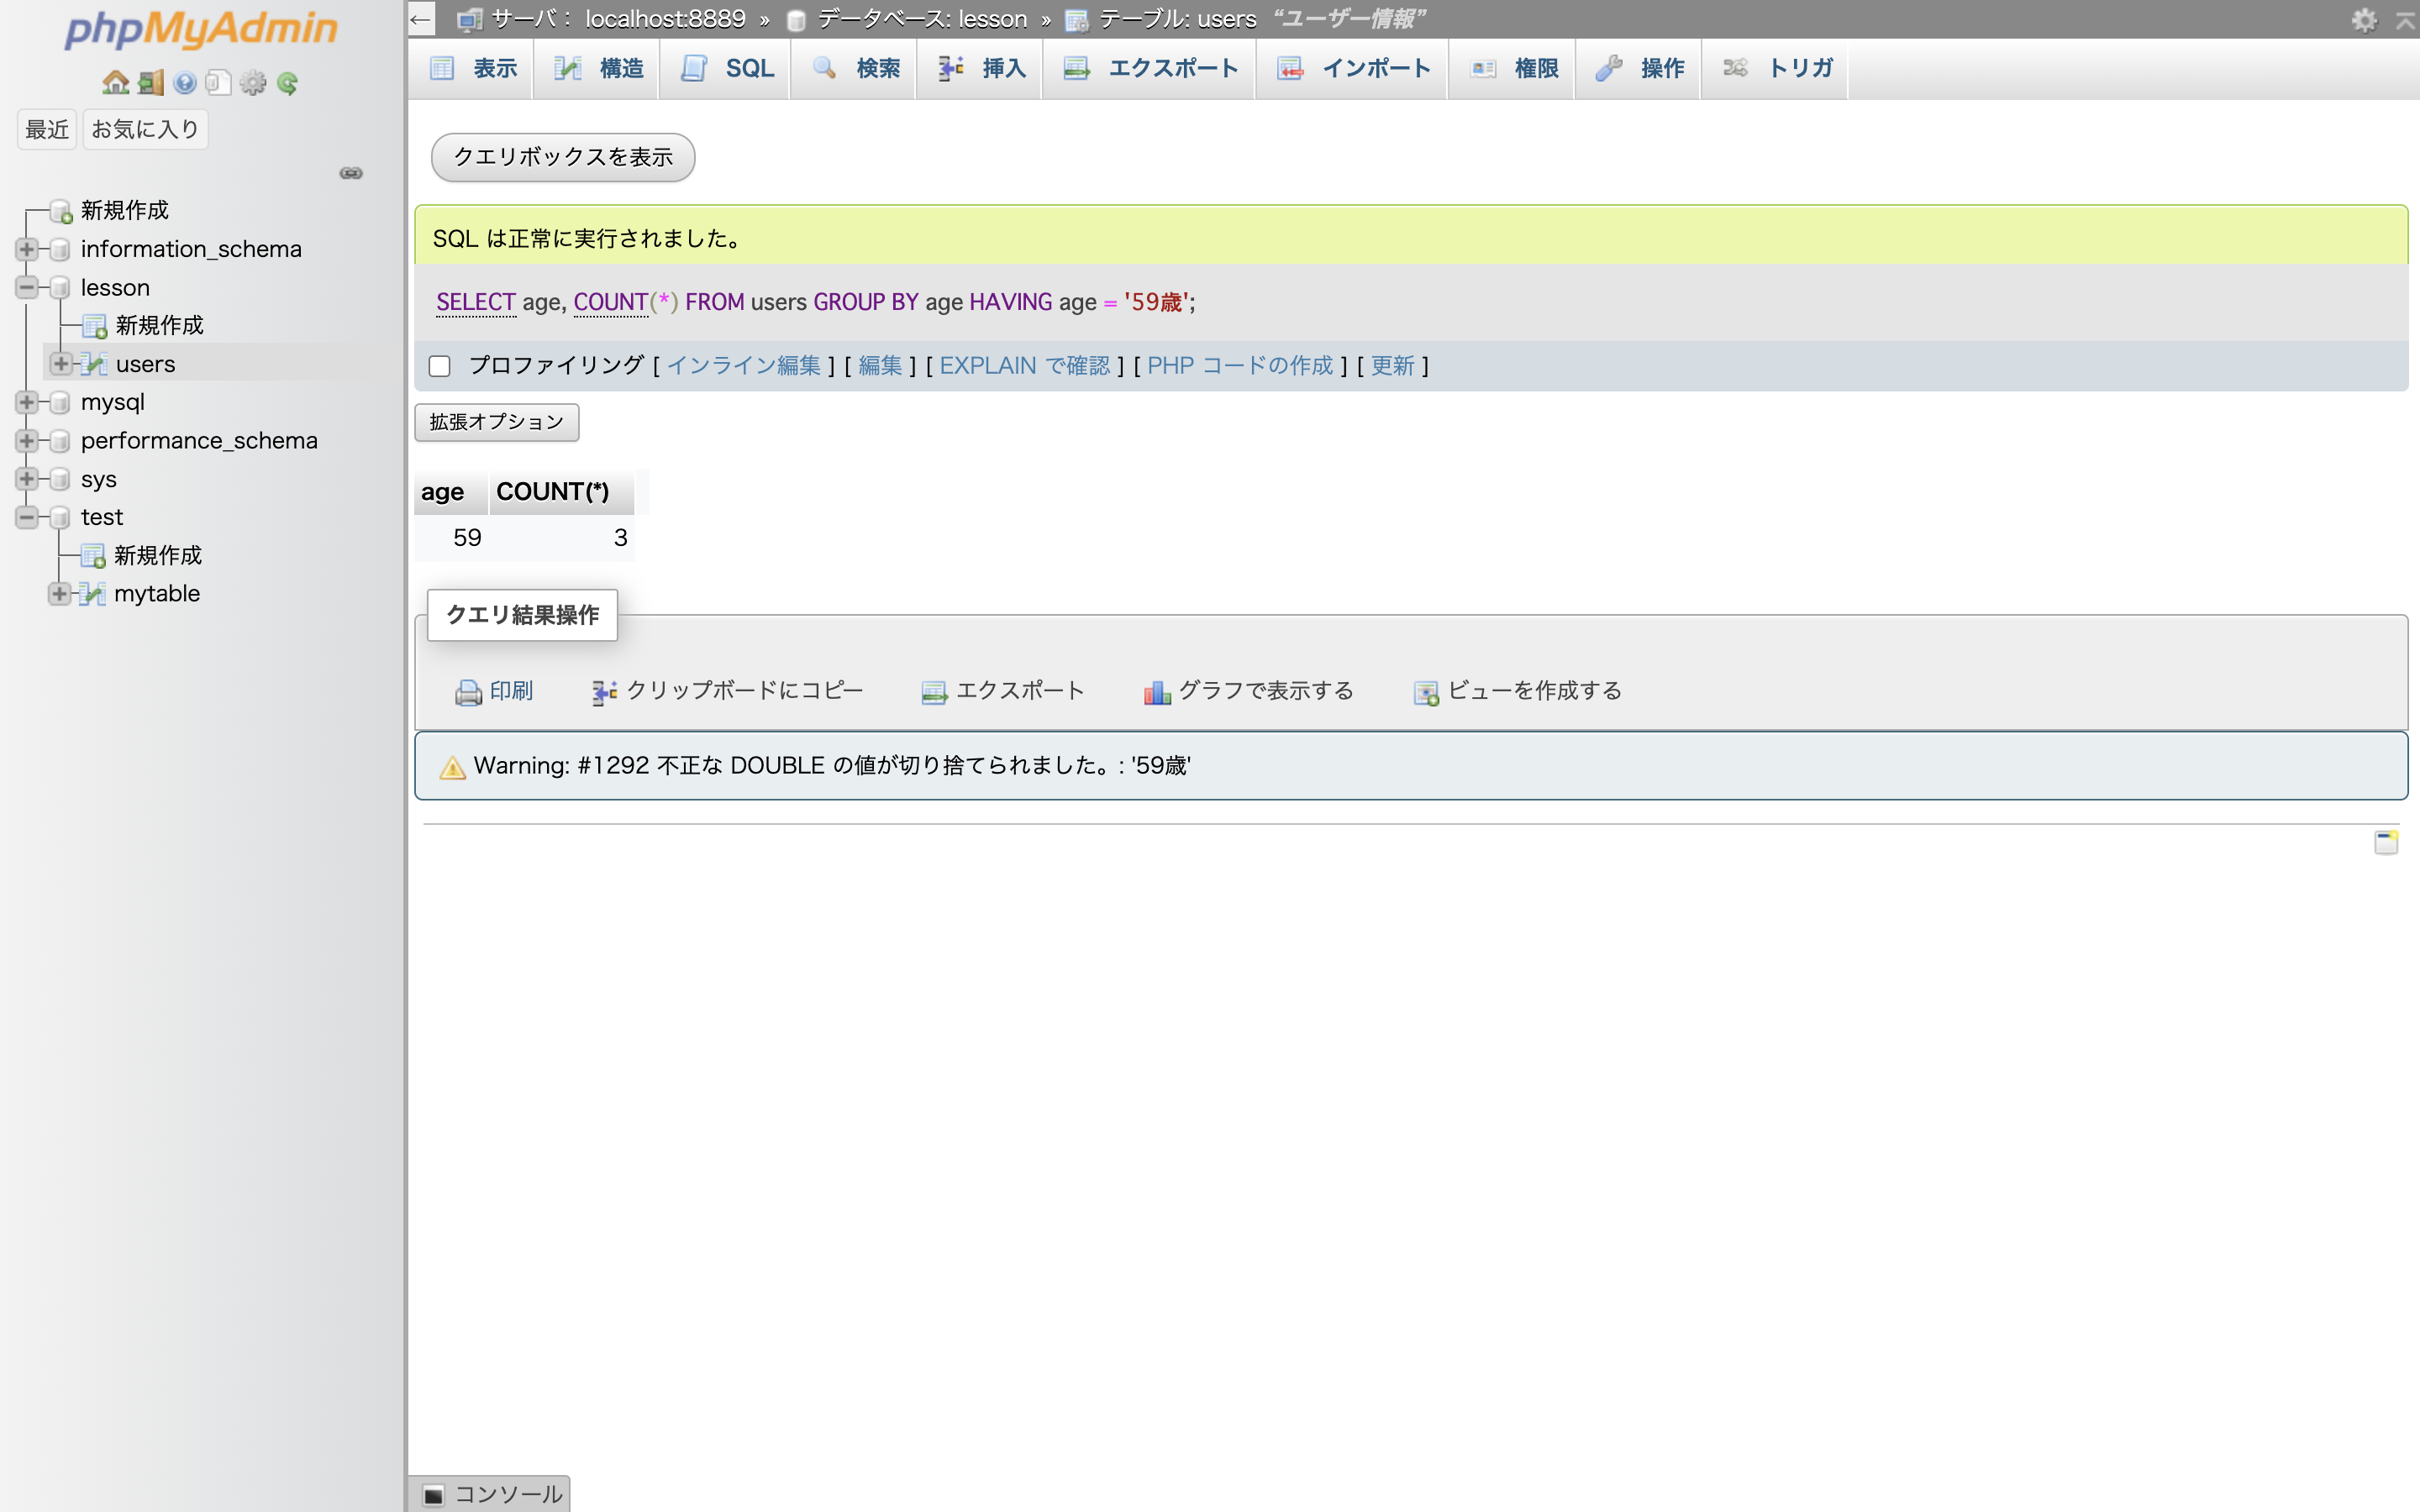 phpMyAdmin
最近 お気に入り
新規作成
information_schema
lesson
新規作成
users
mysql
performance_schema
sys
test
新規作成
mytable
サーバ： localhost:8889 » データベース: lesson » テーブル: users “ユーザー情報”
表示 構造 SQL 検索 挿入 エクスポート インポート 権限 操作 トリガ
クエリボックスを表示
SQL は正常に実行されました。
SELECT age, COUNT(*) FROM users GROUP BY age HAVING age = '59歳';
プロファイリング [ インライン編集 ] [ 編集 ] [ EXPLAIN で確認 ] [ PHP コードの作成 ] [ 更新 ]
拡張オプション
age COUNT(*)
59 3
クエリ結果操作
印刷 クリップボードにコピー エクスポート グラフで表示する ビューを作成する
Warning: #1292 不正な DOUBLE の値が切り捨てられました。: '59歳'
コンソール